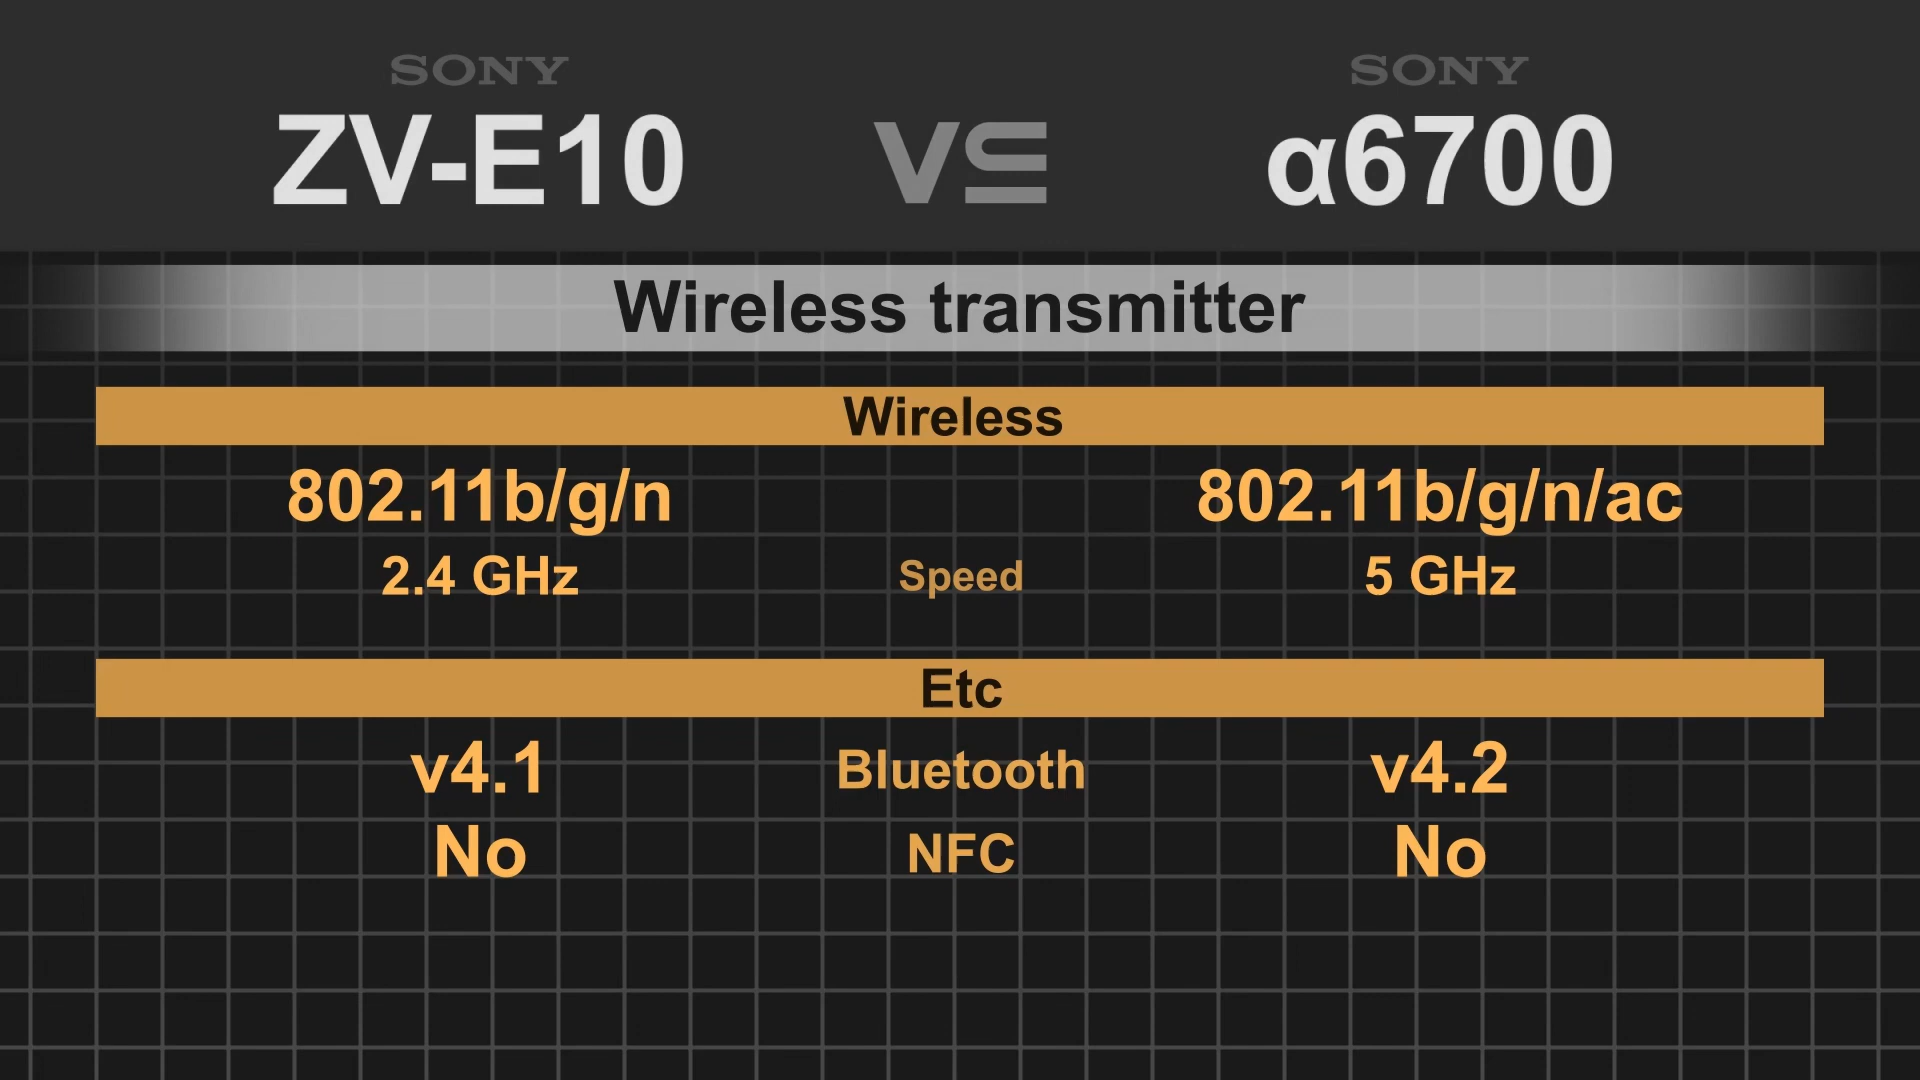 SONY SONY
ZV-E10 VS α6700
Wireless transmitter
Wireless
802.11b/g/n 802.11b/g/n/ac
2.4 GHz Speed 5 GHz
Etc
v4.1 Bluetooth v4.2
No NFC No